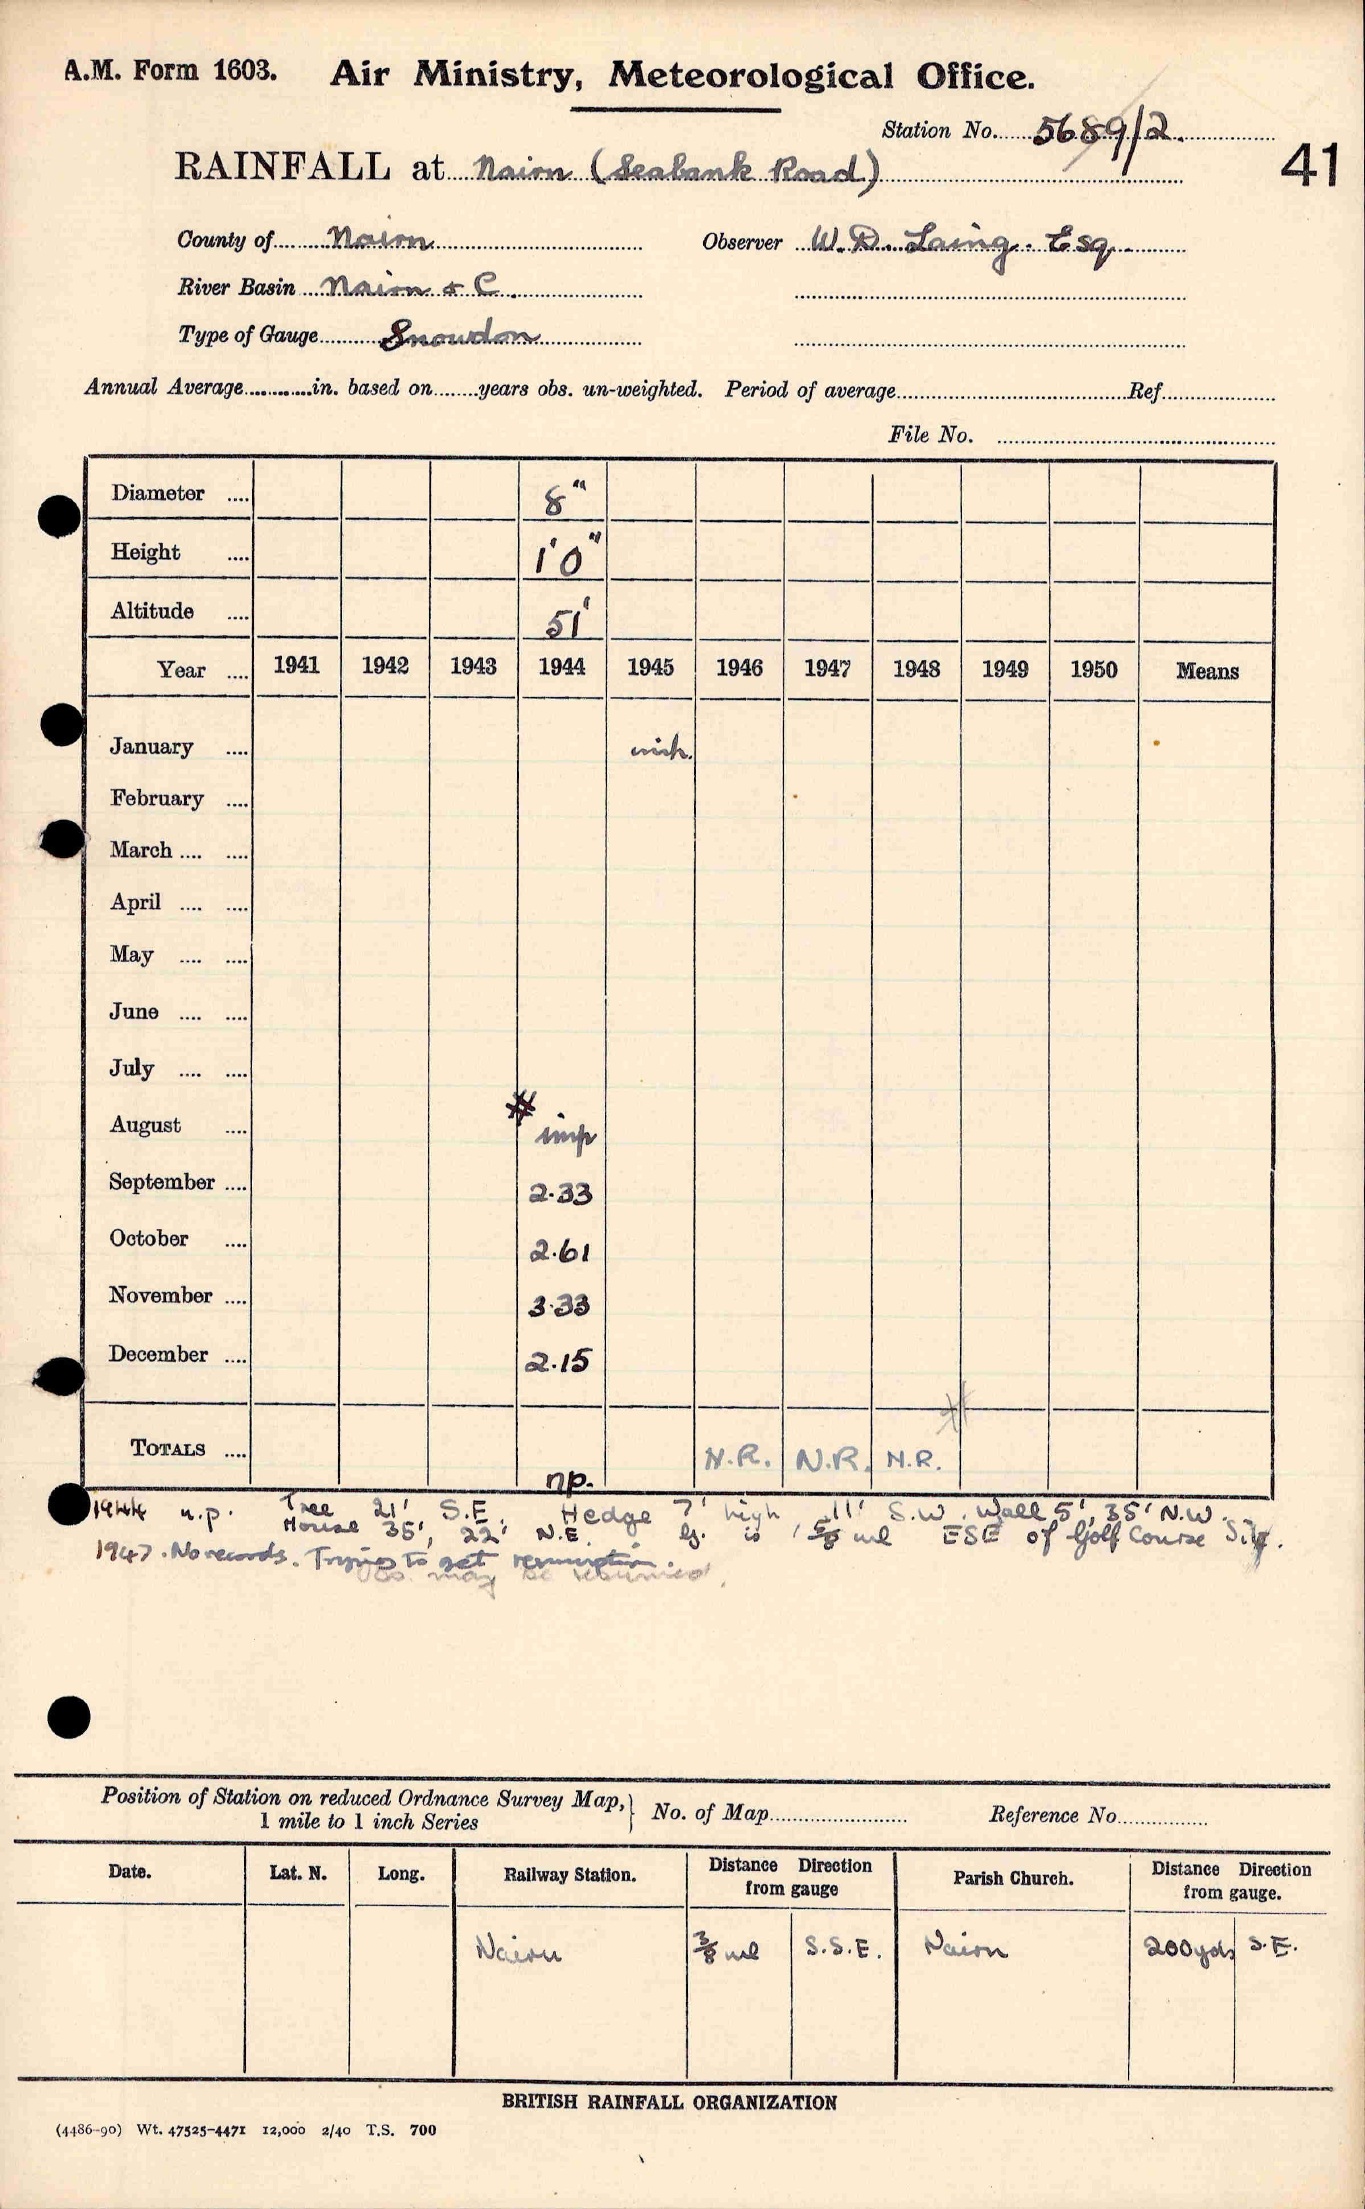 A.M. Form 1603. Air Ministry, Meteorological Office.
Station No. 5689/2.
41
RAINFALL at Nairn (Seabank Road)
County of Nairn Observer W. D. Laing. Esq.
River Basin Nairn & C.
Type of Gauge Snowdon
Annual Average in. based on years obs. un-weighted. Period of average Ref.
File No.
Diameter 8"
Height 1'0"
Altitude 51'
Year 1941 1942 1943 1944 1945 1946 1947 1948 1949 1950 Means
January
February
March
April
May
June
July
August # imp
September 2.33
October 2.61
November 3.33
December 2.15
TOTALS np. N.R. N.R. N.R.
1944 n.p. Tree 21' S.E. Hedge 7' high, 11' S.W. Wall 5', 35' N.W.
House 35', 22' N.E. g. is 5/8 ml ESE of Golf Course
1947. No records. Trying to get resumption.
may be resumed.
Position of Station on reduced Ordnance Survey Map,} No. of Map Reference No.
1 mile to 1 inch Series
Date. Lat. N. Long. Railway Station. Distance Direction from gauge Parish Church. Distance Direction from gauge.
Nairn 3/8 ml S.S.E. Nairn 200yds S.E.
BRITISH RAINFALL ORGANIZATION
(4486-90) Wt. 47525-4471 12,000 2/40 T.S. 700